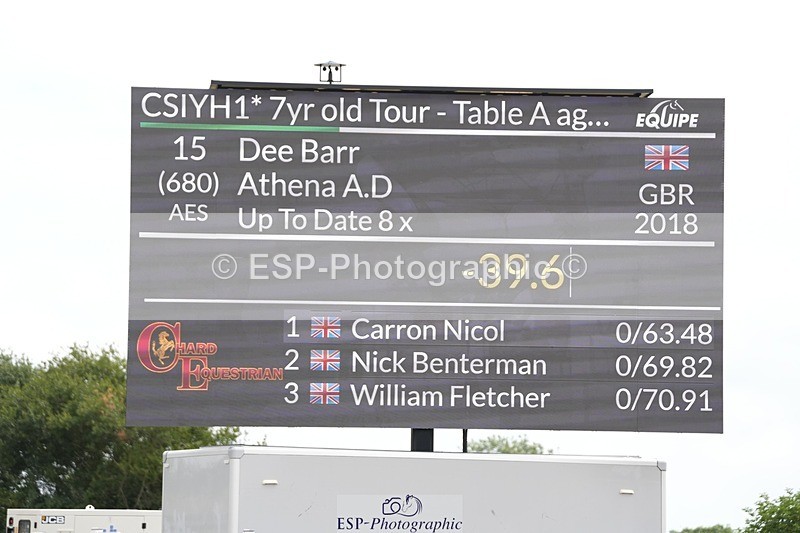 CSIYH1* 7yr old Tour - Table A ag...
EQUIPE
15 Dee Barr
(680) Athena A.D GBR
AES Up To Date 8 x 2018
© ESP-Photographic ©
-39.6
1 Carron Nicol 0/63.48
2 Nick Benterman 0/69.82
3 William Fletcher 0/70.91
CHARD EQUESTRIAN
JCB
ESP-Photographic